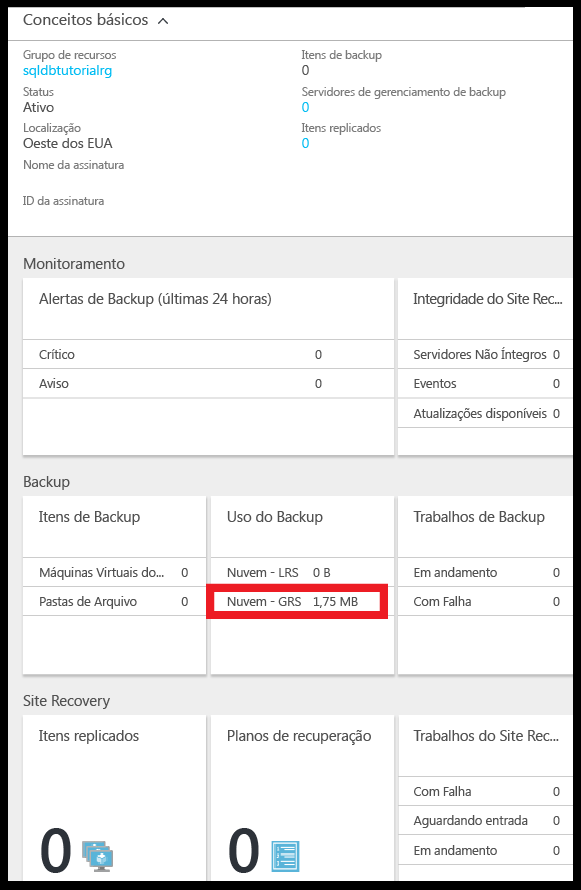 Conceitos básicos
Grupo de recursos
sqldbtutorialrg
Status
Ativo
Localização
Oeste dos EUA
Nome da assinatura
ID da assinatura
Itens de backup
0
Servidores de gerenciamento de backup
0
Itens replicados
0
Monitoramento
Alertas de Backup (últimas 24 horas)
Crítico 0
Aviso 0
Integridade do Site Rec...
Servidores Não Íntegros 0
Eventos 0
Atualizações disponíveis 0
Backup
Itens de Backup
Máquinas Virtuais do... 0
Pastas de Arquivo 0
Uso do Backup
Nuvem - LRS 0 B
Nuvem - GRS 1,75 MB
Trabalhos de Backup
Em andamento 0
Com Falha 0
Site Recovery
Itens replicados
0
Planos de recuperação
0
Trabalhos do Site Rec...
Com Falha 0
Aguardando entrada 0
Em andamento 0